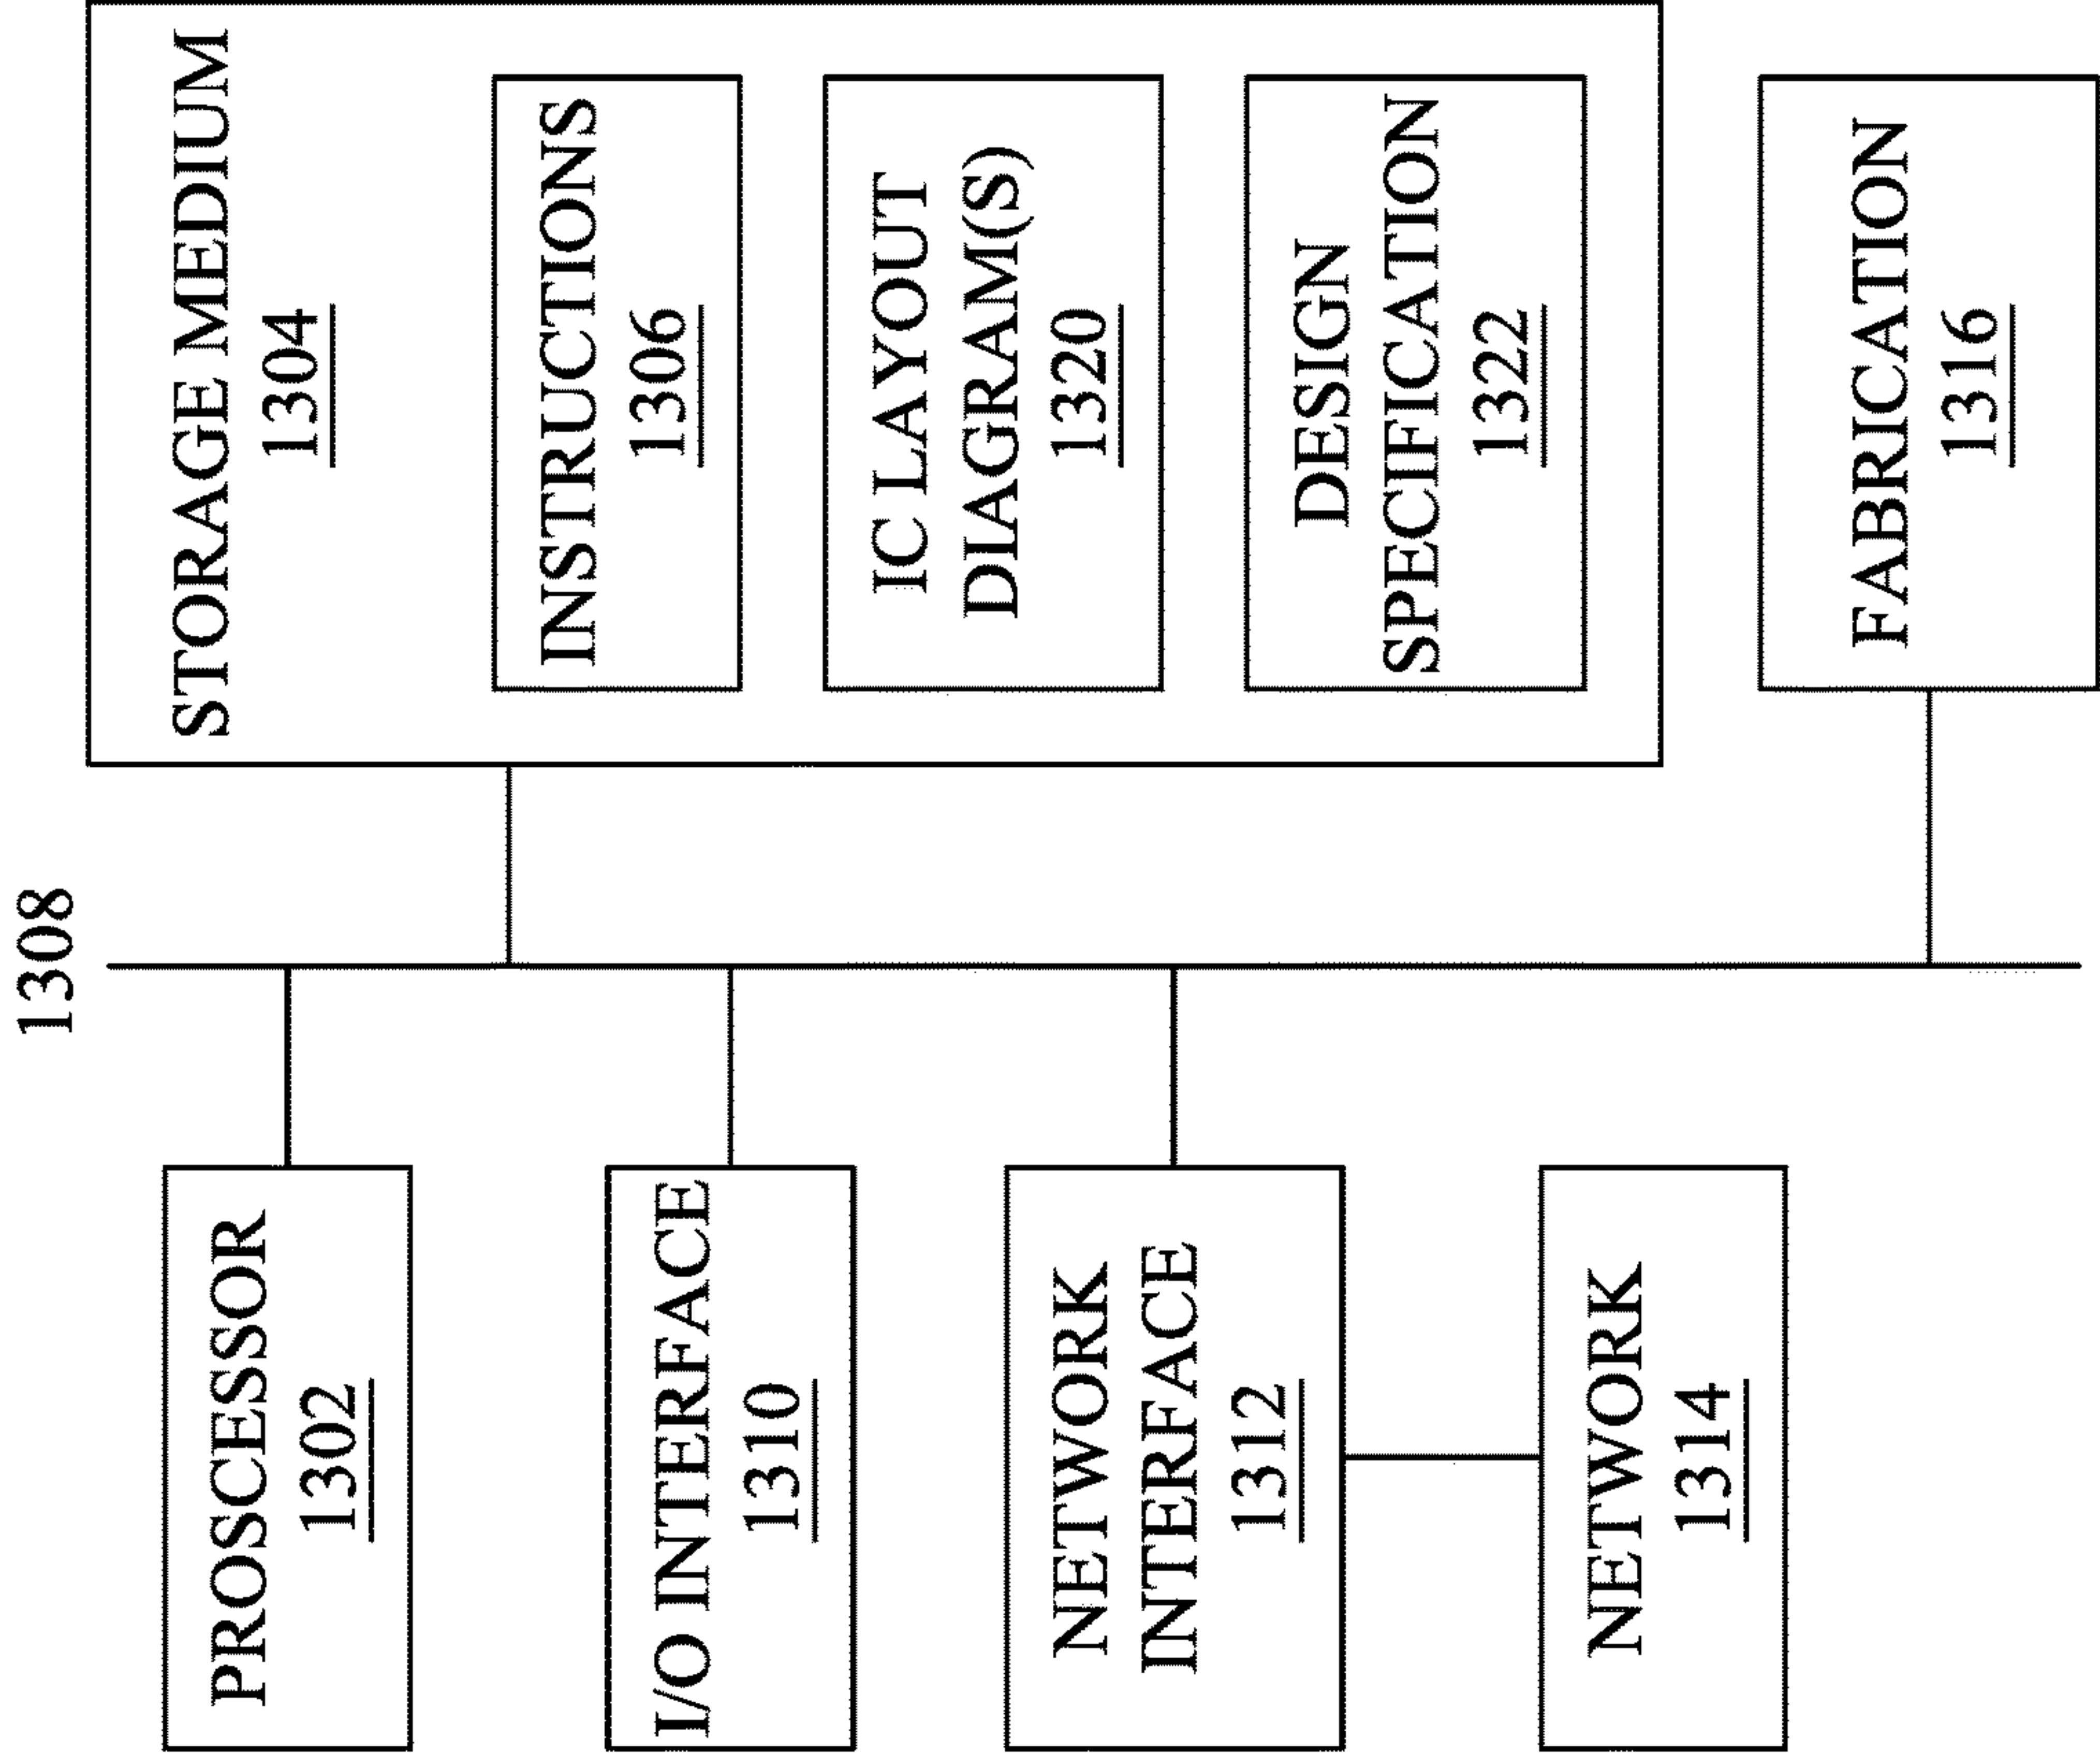 1308
PROSCESSOR
1302
I/O INTERFACE
1310
NETWORK
INTERFACE
1312
NETWORK
1314
STORAGE MEDIUM
1304
INSTRUCTIONS
1306
IC LAYOUT
DIAGRAM(S)
1320
DESIGN
SPECIFICATION
1322
FABRICATION
1316